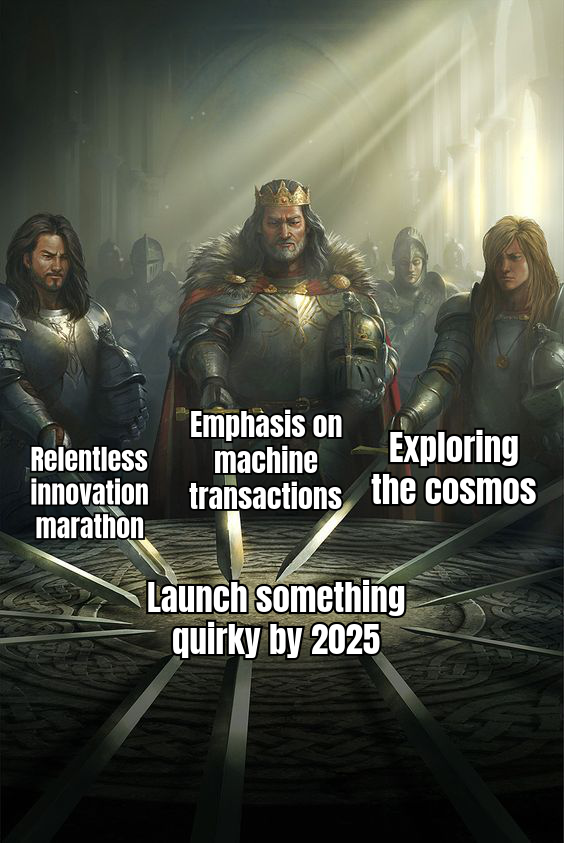 Relentless
innovation
marathon
Emphasis on
machine
transactions
Exploring
the cosmos
Launch something
quirky by 2025